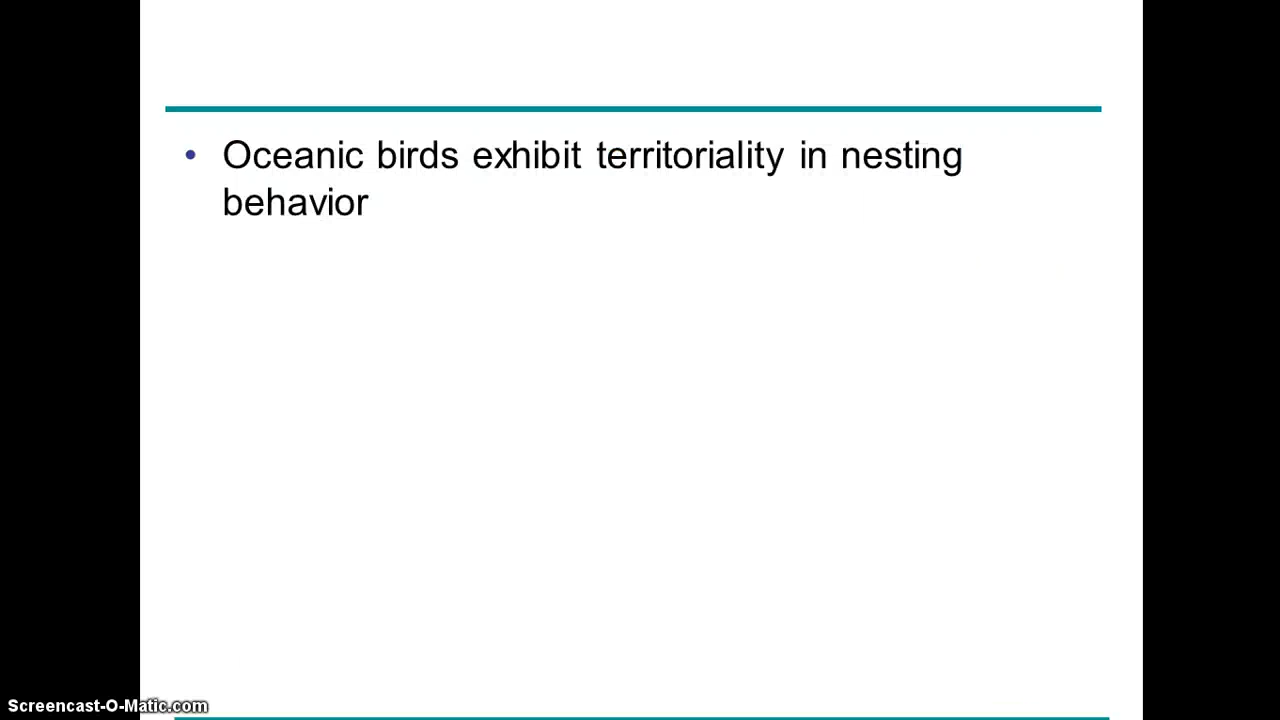 • Oceanic birds exhibit territoriality in nesting
behavior
Screencast-O-Matic.com